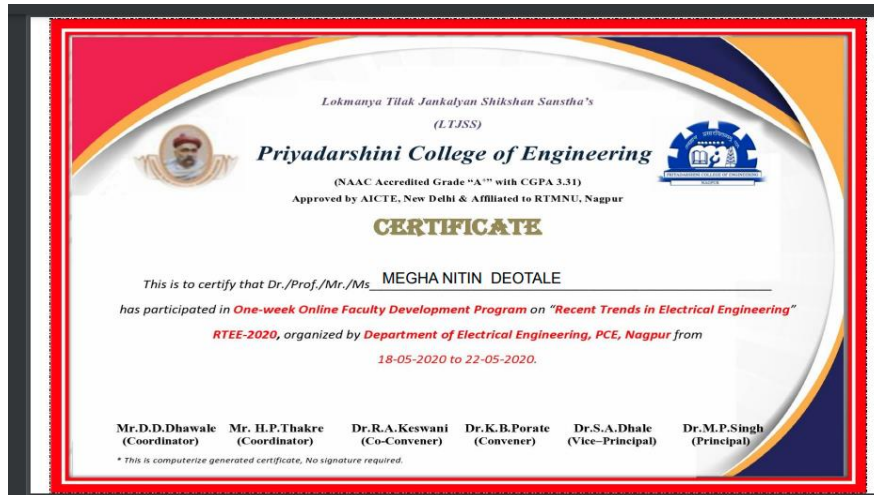 Lokmanya Tilak Jankalyan Shikshan Sanstha's
(LTJSS)
Priyadarshini College of Engineering
(NAAC Accredited Grade "A+" with CGPA 3.31)
Approved by AICTE, New Delhi & Affiliated to RTMNU, Nagpur
PRIYADARSHINI COLLEGE OF ENGINEERING
NAGPUR
CERTIFICATE
This is to certify that Dr./Prof./Mr./Ms MEGHA NITIN DEOTALE
has participated in One-week Online Faculty Development Program on "Recent Trends in Electrical Engineering"
RTEE-2020, organized by Department of Electrical Engineering, PCE, Nagpur from
18-05-2020 to 22-05-2020.
Mr.D.D.Dhawale Mr. H.P.Thakre Dr.R.A.Keswani Dr.K.B.Porate Dr.S.A.Dhale Dr.M.P.Singh
(Coordinator) (Coordinator) (Co-Convener) (Convener) (Vice–Principal) (Principal)
* This is computerize generated certificate, No signature required.